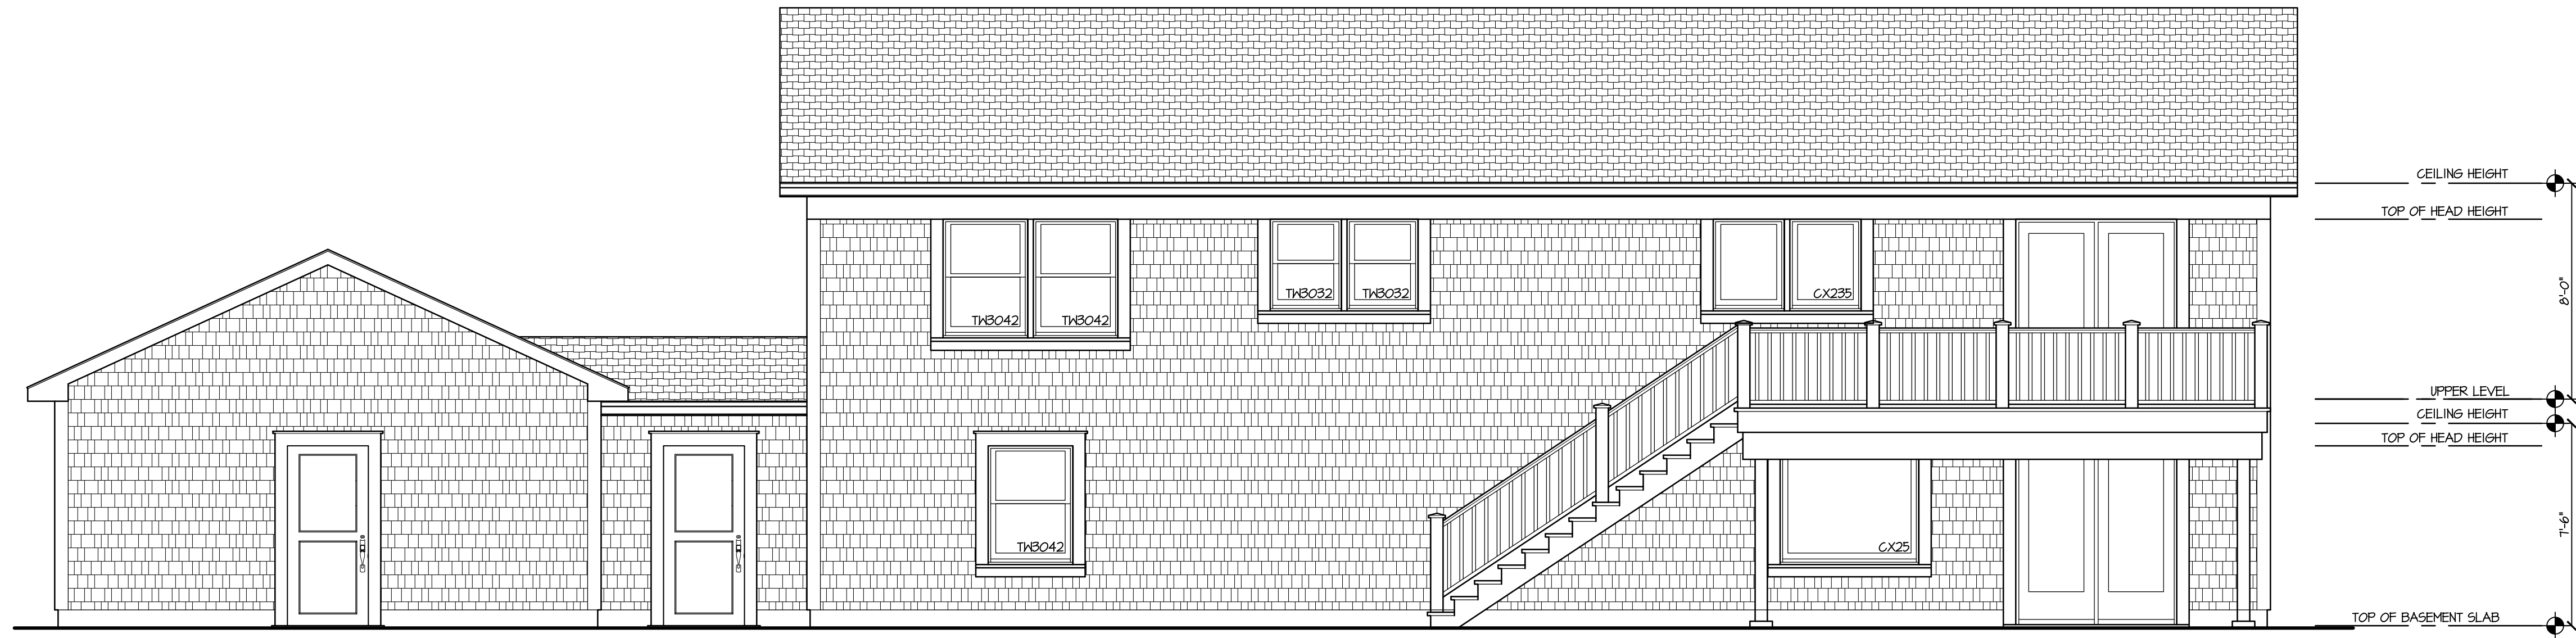 CEILING HEIGHT
TOP OF HEAD HEIGHT
8'-0"
TW3032 TW3032 CX235
TW3042 TW3042
UPPER LEVEL
CEILING HEIGHT
TOP OF HEAD HEIGHT
7'-6"
TW3042 CX25
TOP OF BASEMENT SLAB